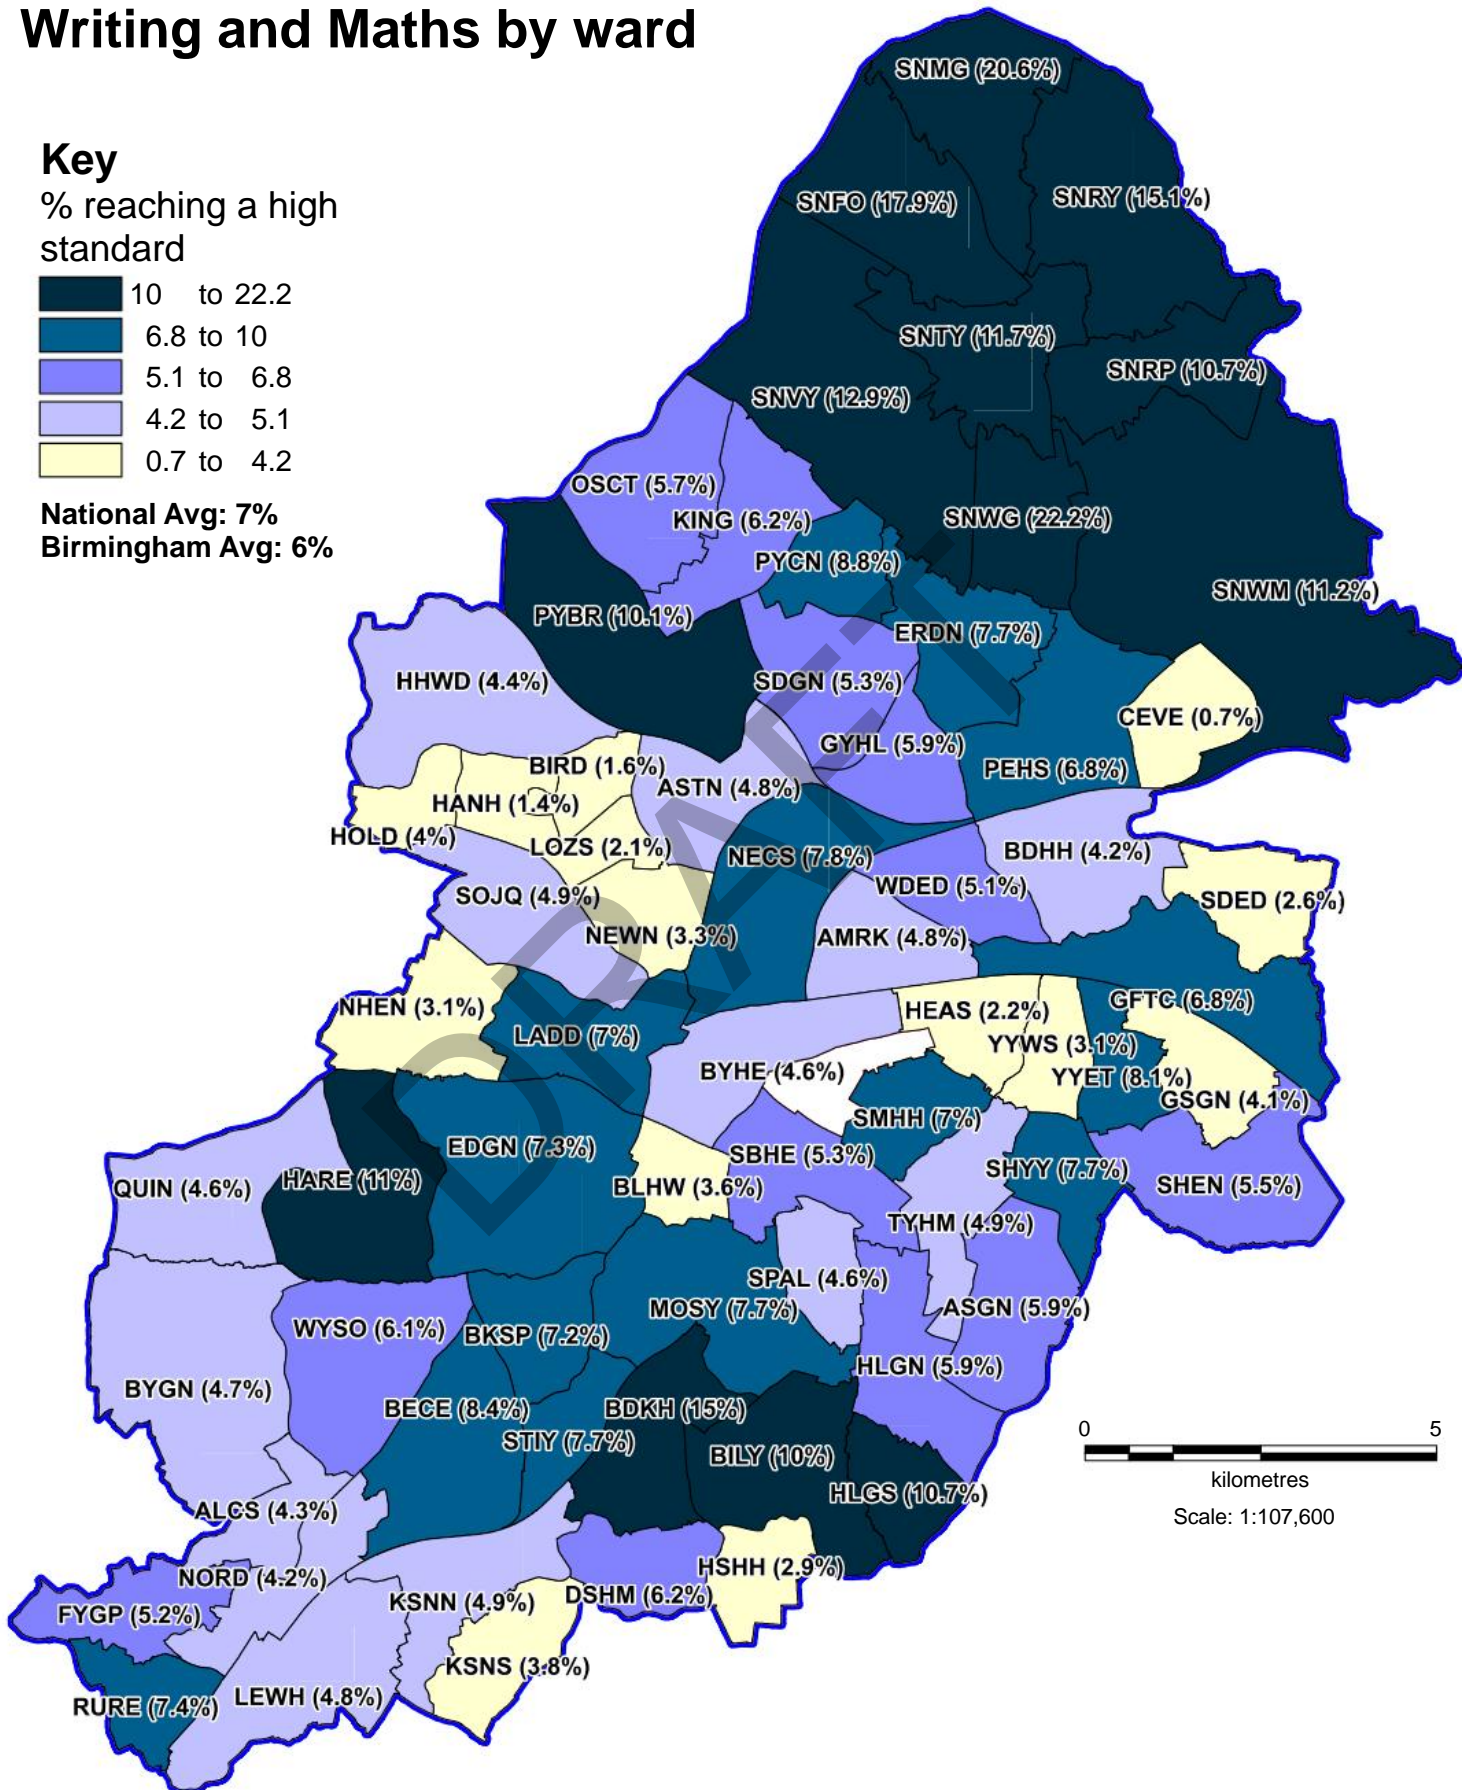 Writing and Maths by ward
Key
% reaching a high
standard
10 to 22.2
6.8 to 10
5.1 to 6.8
4.2 to 5.1
0.7 to 4.2
National Avg: 7%
Birmingham Avg: 6%
SNMG (20.6%)
SNFO (17.9%)
SNRY (15.1%)
SNTY (11.7%)
SNRP (10.7%)
SNVY (12.9%)
OSCT (5.7%)
KING (6.2%)
SNWG (22.2%)
PYCN (8.8%)
SNWM (11.2%)
PYBR (10.1%)
ERDN (7.7%)
HHWD (4.4%)
SDGN (5.3%)
CEVE (0.7%)
GYHL (5.9%)
BIRD (1.6%)
PEHS (6.8%)
ASTN (4.8%)
HANH (1.4%)
HOLD (4%)
LOZS (2.1%)
NECS (7.8%)
BDHH (4.2%)
WDED (5.1%)
SOJQ (4.9%)
SDED (2.6%)
NEWN (3.3%)
AMRK (4.8%)
NHEN (3.1%)
HEAS (2.2%)
GFTC (6.8%)
LADD (7%)
YYWS (3.1%)
BYHE (4.6%)
YYET (8.1%)
GSGN (4.1%)
SMHH (7%)
EDGN (7.3%)
SBHE (5.3%)
SHYY (7.7%)
HARE (11%)
QUIN (4.6%)
BLHW (3.6%)
SHEN (5.5%)
TYHM (4.9%)
SPAL (4.6%)
MOSY (7.7%)
ASGN (5.9%)
WYSO (6.1%)
BKSP (7.2%)
HLGN (5.9%)
BYGN (4.7%)
BECE (8.4%)
BDKH (15%)
STIY (7.7%)
BILY (10%)
HLGS (10.7%)
ALCS (4.3%)
HSHH (2.9%)
NORD (4.2%)
DSHM (6.2%)
KSNN (4.9%)
FYGP (5.2%)
KSNS (3.8%)
LEWH (4.8%)
RURE (7.4%)
0 5
kilometres
Scale: 1:107,600
DRAFT